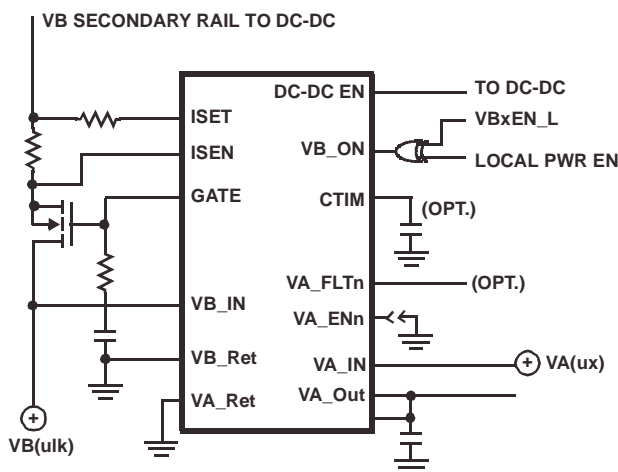 VB SECONDARY RAIL TO DC-DC
DC-DC EN
TO DC-DC
ISET
VBxEN_L
ISEN
VB_ON
LOCAL PWR EN
GATE
CTIM
(OPT.)
VA_FLTn
(OPT.)
VB_IN
VA_ENn
VB_Ret
VA_IN
VA(ux)
VA_Ret
VA_Out
VB(ulk)